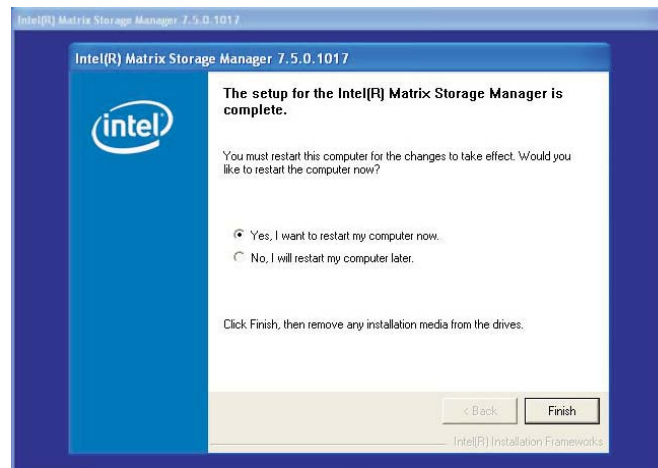 Intel(R) Matrix Storage Manager 7.5.0.1017
Intel(R) Matrix Storage Manager 7.5.0.1017
intel
The setup for the Intel(R) Matrix Storage Manager is
complete.
You must restart this computer for the changes to take effect. Would you
like to restart the computer now?
Yes, I want to restart my computer now.
No, I will restart my computer later.
Click Finish, then remove any installation media from the drives.
< Back
Finish
Intel(R) Installation Frameworks